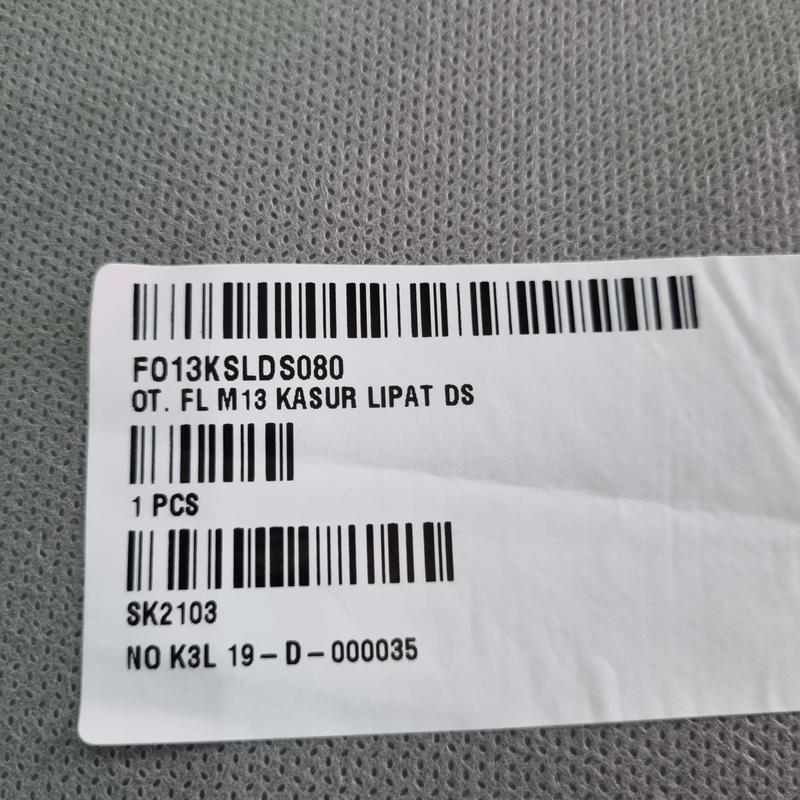 FO13KSLDS080
OT. FL M13 KASUR LIPAT DS
1 PCS
SK2103
NO K3L 19-D-000035